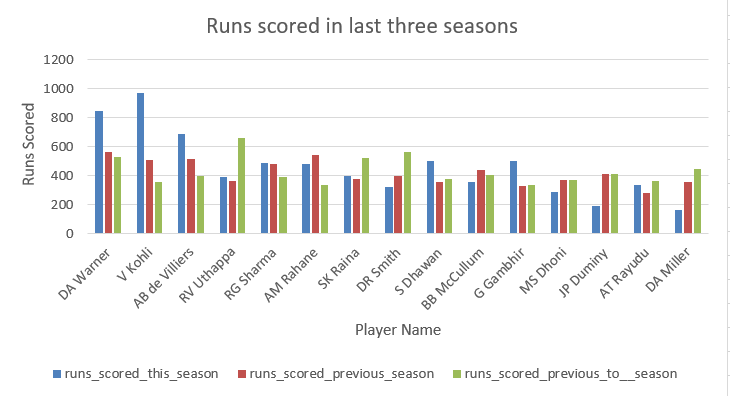 Runs scored in last three seasons
1200
1000
800
600
400
200
0
Runs Scored
DA Warner
V Kohli
AB de Villiers
RV Uthappa
RG Sharma
AM Rahane
SK Raina
DR Smith
S Dhawan
BB McCullum
G Gambhir
MS Dhoni
JP Duminy
AT Rayudu
DA Miller
Player Name
runs_scored_this_season
runs_scored_previous_season
runs_scored_previous_to__season